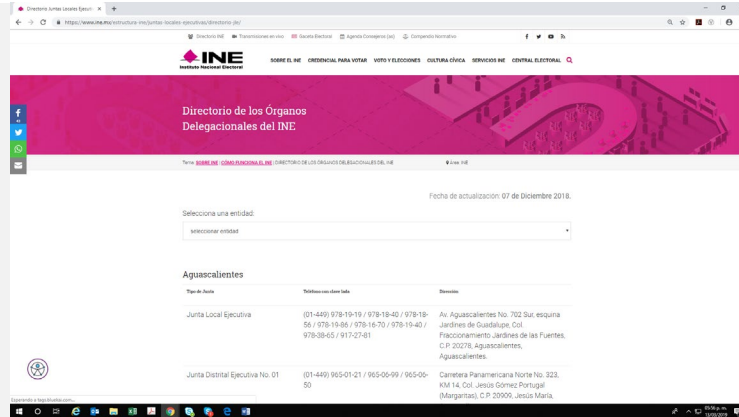 Directorio Juntas Locales Ejecuti
https://www.ine.mx/estructura-ine/juntas-locales-ejecutivas/directorio-jle/
Directorio INE Transmisiones en vivo Gaceta Electoral Agenda Consejeros (as) Compendio Normativo
INE
Instituto Nacional Electoral
SOBRE EL INE CREDENCIAL PARA VOTAR VOTO Y ELECCIONES CULTURA CÍVICA SERVICIOS INE CENTRAL ELECTORAL
Directorio de los Órganos
Delegacionales del INE
Tema: SOBRE INE | CÓMO FUNCIONA EL INE | DIRECTORIO DE LOS ÓRGANOS DELEGACIONALES DEL INE
Área: INE
Fecha de actualización: 07 de Diciembre 2018.
Selecciona una entidad:
seleccionar entidad
Aguascalientes
Tipo de Junta Teléfono con clave lada Dirección
Junta Local Ejecutiva (01-449) 978-19-19 / 978-18-40 / 978-18- Av. Aguascalientes No. 702 Sur, esquina
56 / 978-19-86 / 978-16-70 / 978-19-40 / Jardines de Guadalupe, Col.
978-38-65 / 917-27-81 Fraccionamiento Jardines de las Fuentes,
C.P. 20278, Aguascalientes,
Aguascalientes.
Junta Distrital Ejecutiva No. 01 (01-449) 965-01-21 / 965-06-99 / 965-06- Carretera Panamericana Norte No. 323,
50 KM 14, Col. Jesús Gómez Portugal
(Margaritas), C.P. 20909, Jesús María,
05:56 p. m.
13/03/2019